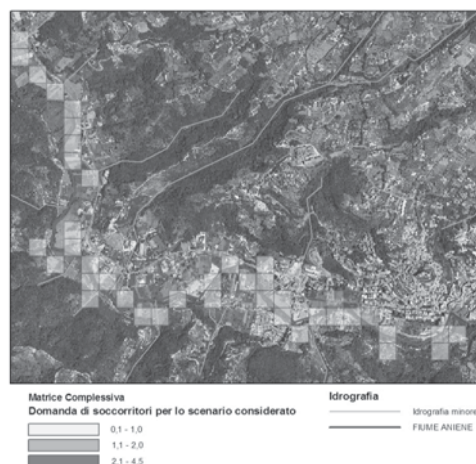 Matrice Complessiva
Domanda di soccorritori per lo scenario considerato
0,1 - 1,0
1,1 - 2,0
2,1 - 4,5
Idrografia
Idrografia minore
FIUME ANIENE